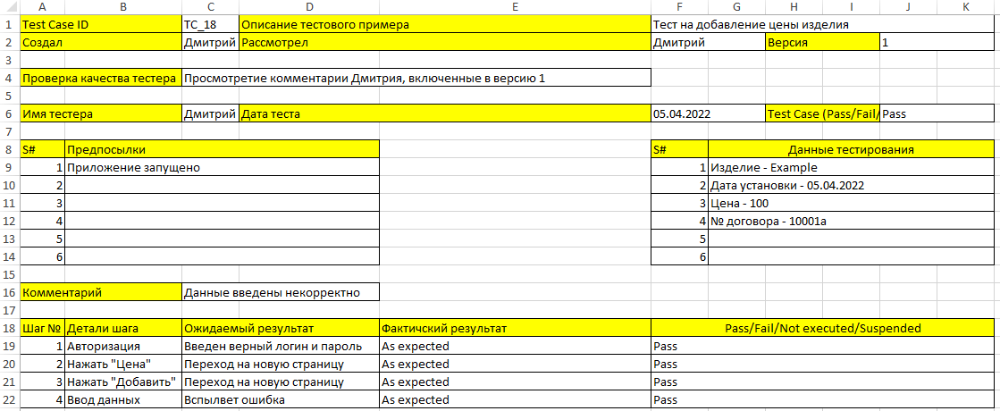 A B C D E F G H I J K
1 Test Case ID TC_18 Описание тестового примера Тест на добавление цены изделия
2 Создал Дмитрий Рассмотрел Дмитрий Версия 1
3
4 Проверка качества тестера Просмотретие комментарии Дмитрия, включенные в версию 1
5
6 Имя тестера Дмитрий Дата теста 05.04.2022 Test Case (Pass/Fail/ Pass
7
8 S# Предпосылки S# Данные тестирования
9 1 Приложение запущено 1 Изделие - Example
10 2 2 Дата установки - 05.04.2022
11 3 3 Цена - 100
12 4 4 № договора - 10001а
13 5 5
14 6 6
15
16 Комментарий Данные введены некорректно
17
18 Шаг № Детали шага Ожидаемый результат Фактичский результат Pass/Fail/Not executed/Suspended
19 1 Авторизация Введен верный логин и пароль As expected Pass
20 2 Нажать "Цена" Переход на новую страницу As expected Pass
21 3 Нажать "Добавить" Переход на новую страницу As expected Pass
22 4 Ввод данных Вспылвет ошибка As expected Pass